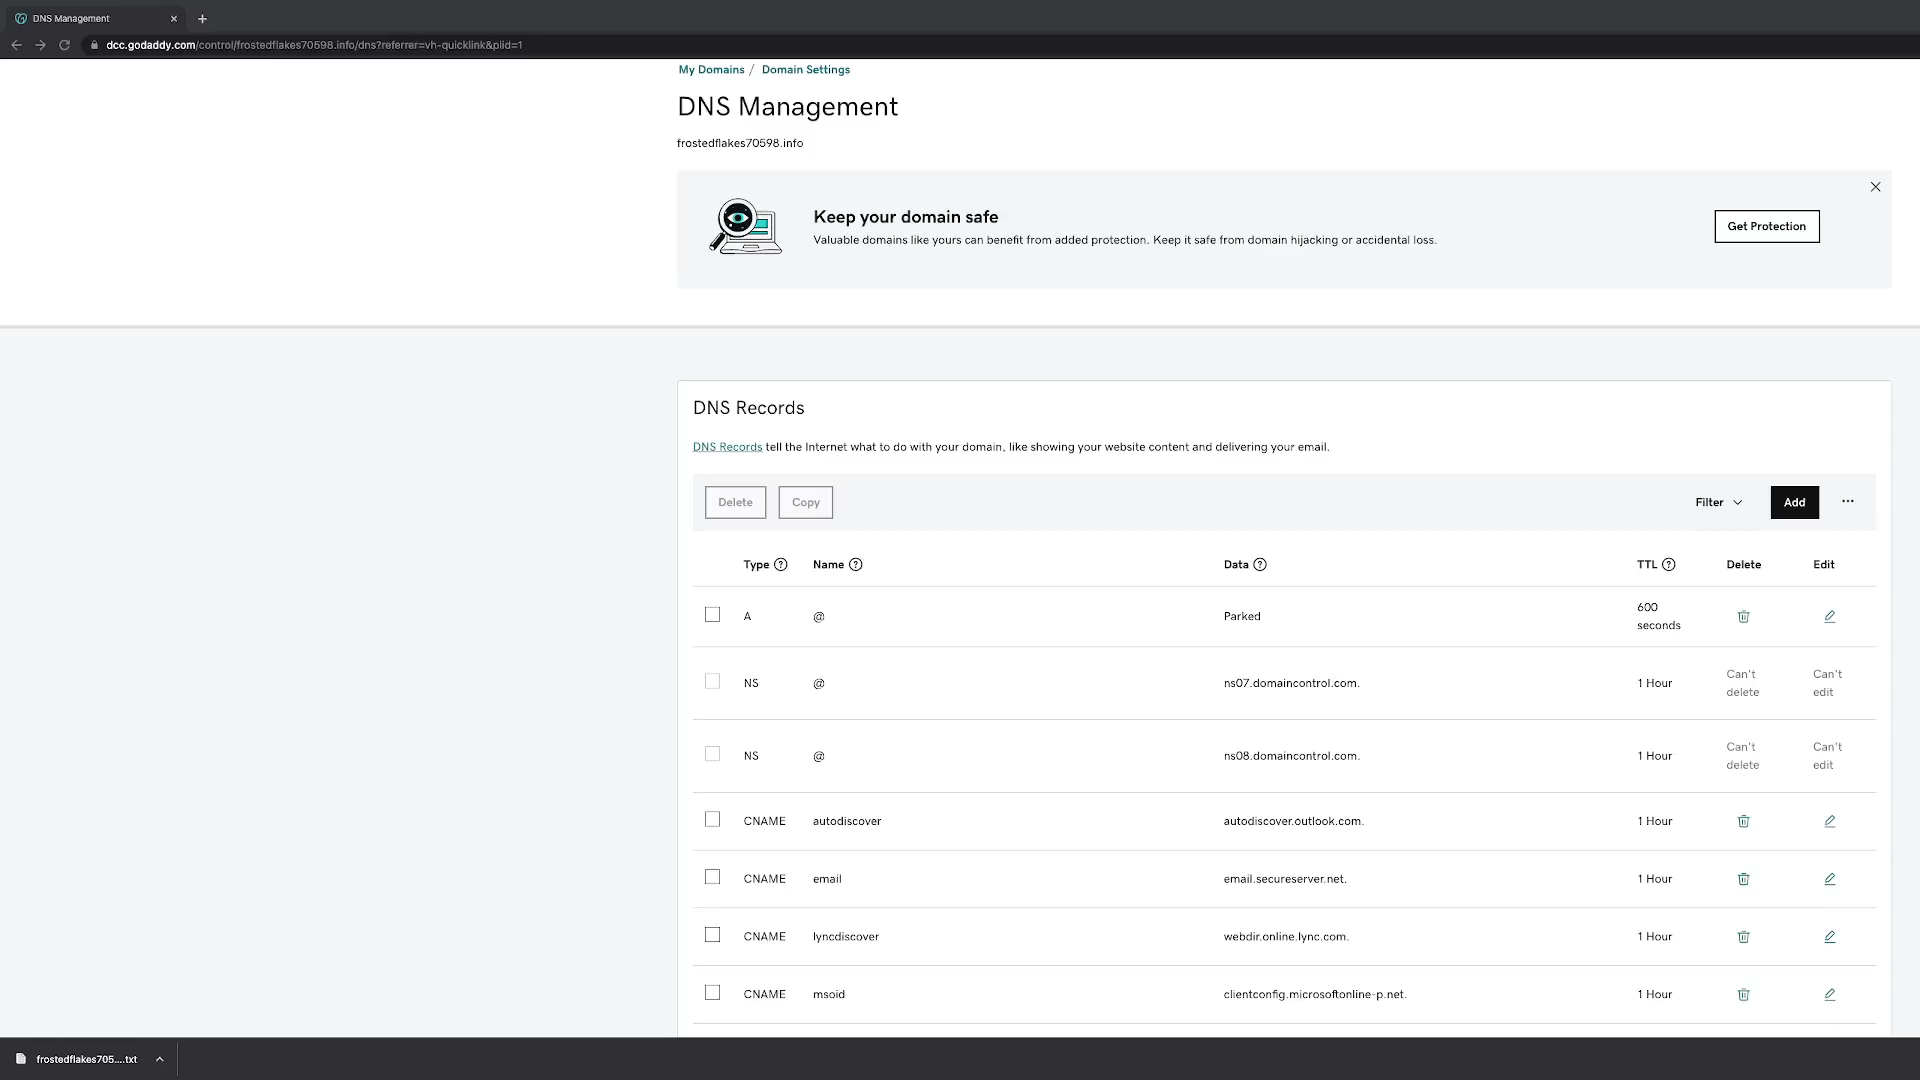 DNS Management
dcc.godaddy.com/control/frostedflakes70598.info/dns?referrer=vh-quicklink&plid=1
My Domains / Domain Settings
DNS Management
frostedflakes70598.info
Keep your domain safe
Valuable domains like yours can benefit from added protection. Keep it safe from domain hijacking or accidental loss.
Get Protection
DNS Records
DNS Records tell the Internet what to do with your domain, like showing your website content and delivering your email.
Delete Copy Filter Add ...
Type ? Name ? Data ? TTL ? Delete Edit
A @ Parked 600 seconds
NS @ ns07.domaincontrol.com. 1 Hour Can't delete Can't edit
NS @ ns08.domaincontrol.com. 1 Hour Can't delete Can't edit
CNAME autodiscover autodiscover.outlook.com. 1 Hour
CNAME email email.secureserver.net. 1 Hour
CNAME lyncdiscover webdir.online.lync.com. 1 Hour
CNAME msoid clientconfig.microsoftonline-p.net. 1 Hour
frostedflakes705....txt